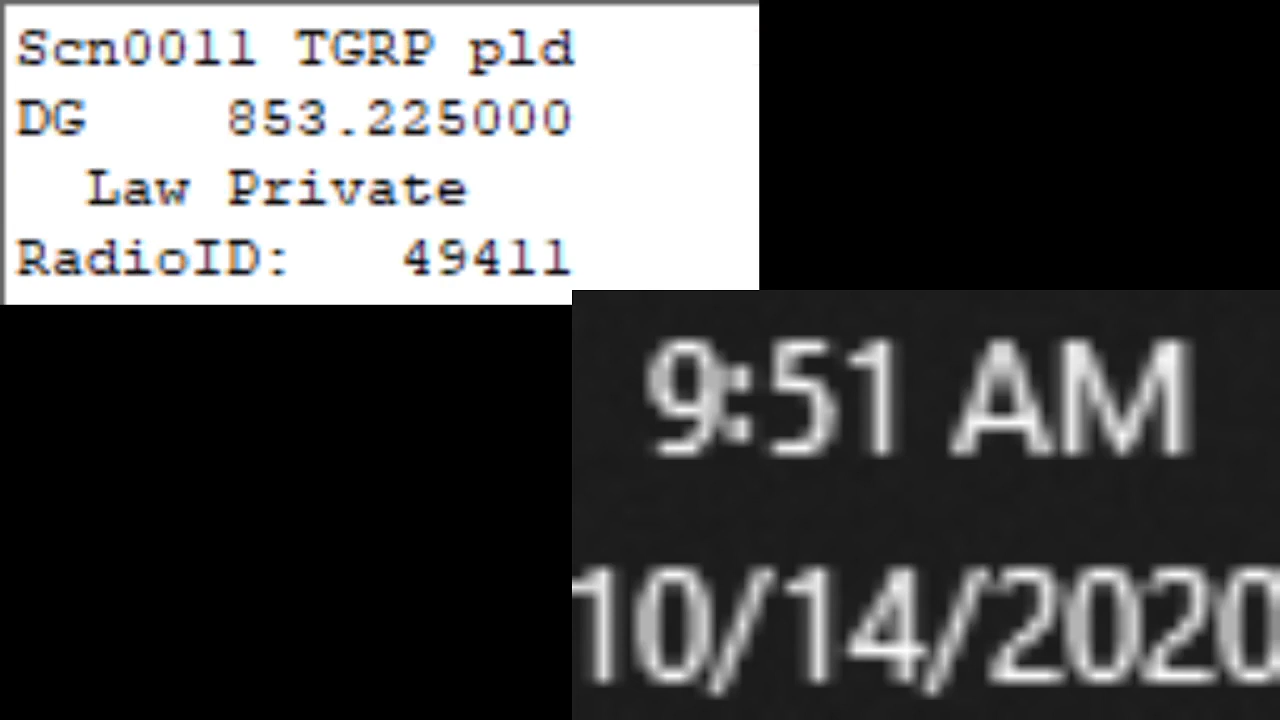 Scn0011 TGRP pld
DG 853.225000
Law Private
RadioID: 49411
9:51 AM
10/14/2020